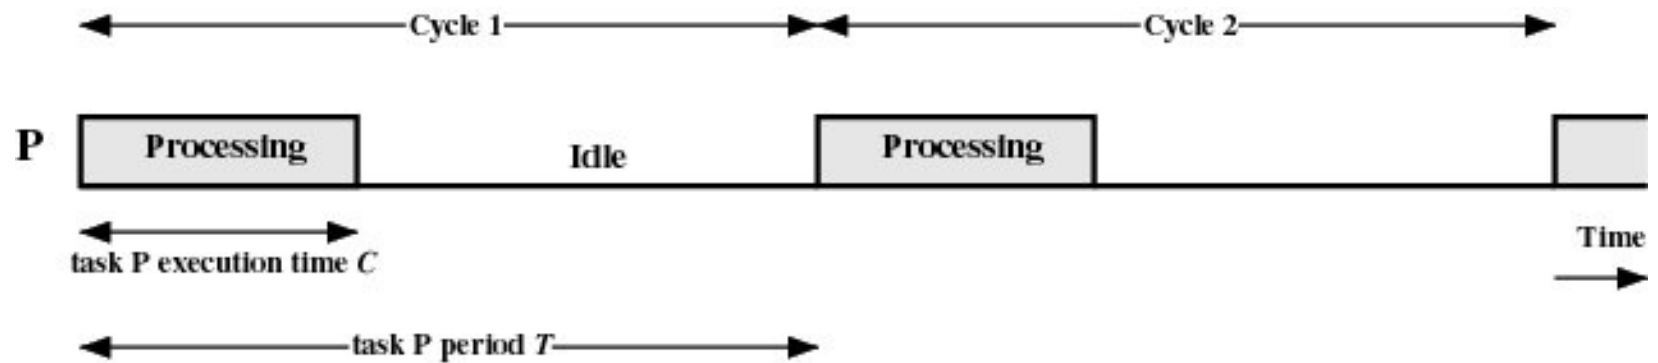 Cycle 1
Cycle 2
P
Processing
Idle
Processing
Time
task P execution time C
task P period T